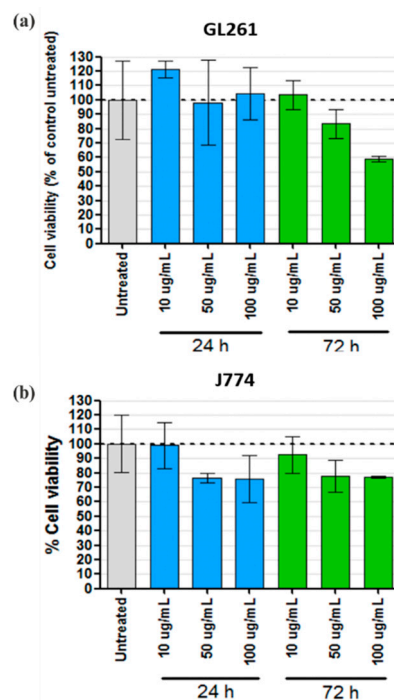 (a)
GL261
Cell viability (% of control untreated)
130
120
110
100
90
80
70
60
50
40
30
20
10
0
Untreated
10 ug/mL
50 ug/mL
100 ug/mL
10 ug/mL
50 ug/mL
100 ug/mL
24 h
72 h
(b)
J774
% Cell viability
130
120
110
100
90
80
70
60
50
40
30
20
10
0
Untreated
10 ug/mL
50 ug/mL
100 ug/mL
10 ug/mL
50 ug/mL
100 ug/mL
24 h
72 h